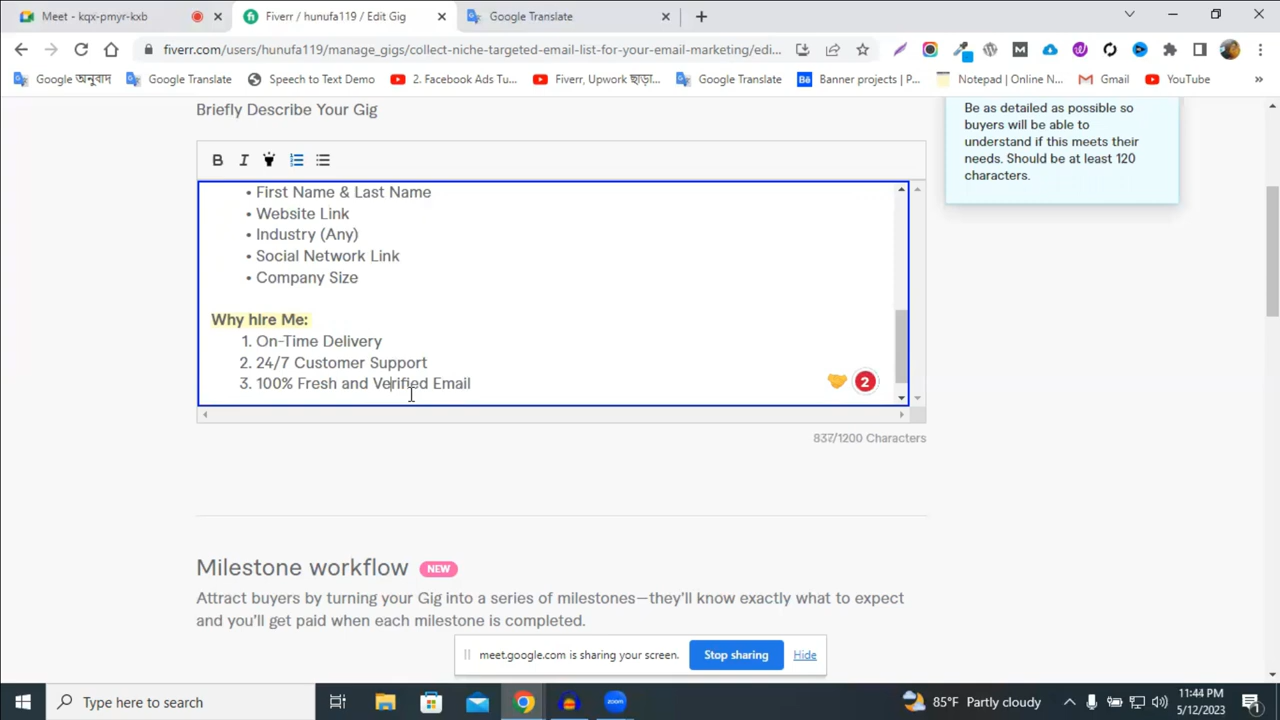 Meet - kqx-pmyr-kxb
Fiverr / hunufa119 / Edit Gig
Google Translate
fiverr.com/users/hunufa119/manage_gigs/collect-niche-targeted-email-list-for-your-email-marketing/edi...
Google অনুবাদ
Google Translate
Speech to Text Demo
2. Facebook Ads Tu...
Fiverr, Upwork ছাড়া...
Google Translate
Banner projects | P...
Notepad | Online N...
Gmail
YouTube
Briefly Describe Your Gig
Be as detailed as possible so
buyers will be able to
understand if this meets their
needs. Should be at least 120
characters.
B I
• First Name & Last Name
• Website Link
• Industry (Any)
• Social Network Link
• Company Size
Why hIre Me:
1. On-Time Delivery
2. 24/7 Customer Support
3. 100% Fresh and Verified Email
2
837/1200 Characters
Milestone workflow NEW
Attract buyers by turning your Gig into a series of milestones—they'll know exactly what to expect
and you'll get paid when each milestone is completed.
meet.google.com is sharing your screen. Stop sharing Hide
Type here to search
zoom
85°F Partly cloudy
11:44 PM
5/12/2023
1